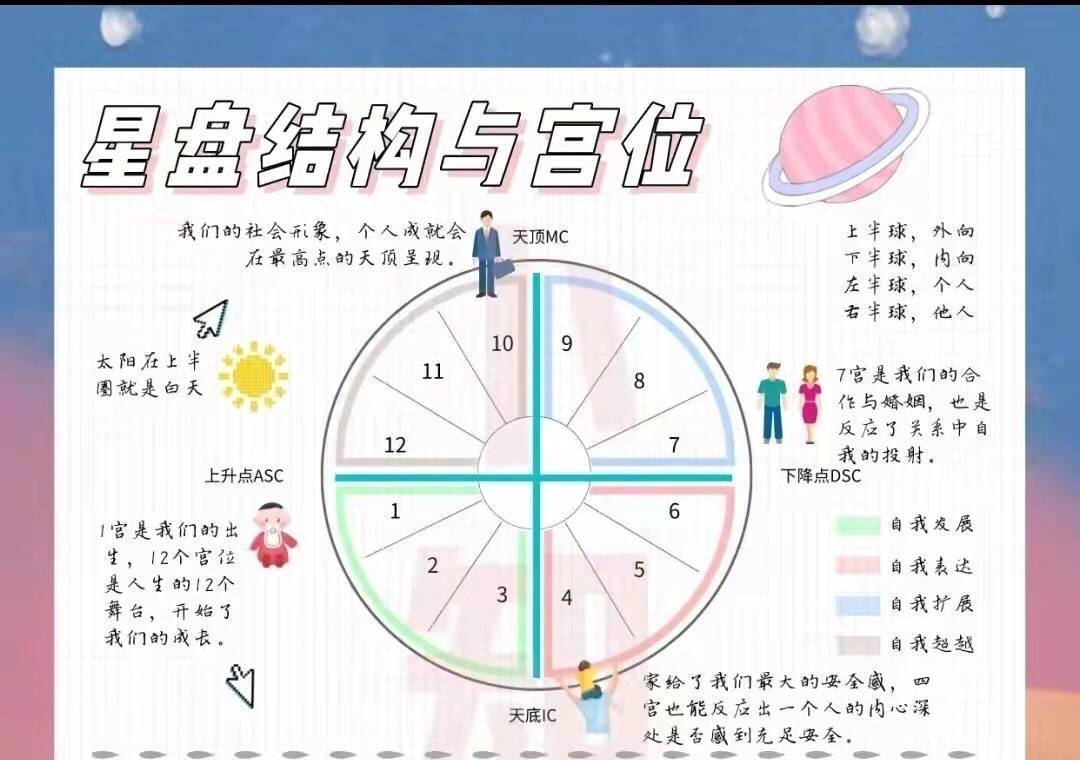 星盘结构与宫位
我们的社会形象，个人成就会
在最高点的天顶呈现。
天顶MC
上半球，外向
下半球，内向
左半球，个人
右半球，他人
太阳在上半
圈就是白天
7宫是我们的合
作与婚姻，也是
反应了关系中自
我的投射。
上升点ASC
下降点DSC
10
9
11
8
12
7
1
6
2
5
3
4
1宫是我们的出
生，12个宫位
是人生的12个
舞台，开始了
我们的成长。
自我发展
自我表达
自我扩展
自我超越
天底IC
家给了我们最大的安全感，四
宫也能反应出一个人的内心深
处是否感到充足安全。